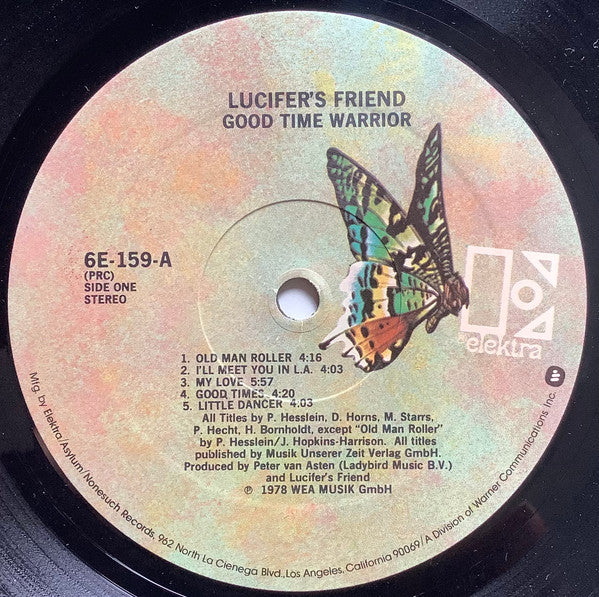 LUCIFER'S FRIEND
GOOD TIME WARRIOR
6E-159-A
(PRC)
SIDE ONE
STEREO
elektra
1. OLD MAN ROLLER 4:16
2. I'LL MEET YOU IN L.A. 4:03
3. MY LOVE 5:57
4. GOOD TIMES 4:20
5. LITTLE DANCER 4:03
All Titles by P. Hesslein, D. Horns, M. Starrs,
P. Hecht, H. Bornholdt, except "Old Man Roller"
by P. Hesslein/J. Hopkins-Harrison. All titles
published by Musik Unserer Zeit Verlag GmbH.
Produced by Peter van Asten (Ladybird Music B.V.)
and Lucifer's Friend
℗ 1978 WEA MUSIK GmbH
Mfg. by Elektra/Asylum/Nonesuch Records, 962 North La Cienega Blvd., Los Angeles, California 90069/A Division of Warner Communications Inc.